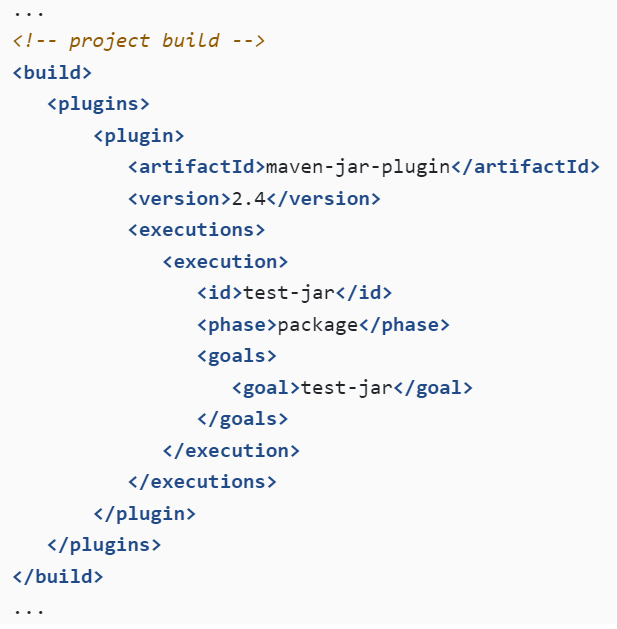 ...
<!-- project build -->
<build>
   <plugins>
       <plugin>
          <artifactId>maven-jar-plugin</artifactId>
          <version>2.4</version>
          <executions>
             <execution>
                <id>test-jar</id>
                <phase>package</phase>
                <goals>
                   <goal>test-jar</goal>
                </goals>
             </execution>
          </executions>
       </plugin>
   </plugins>
</build>
...